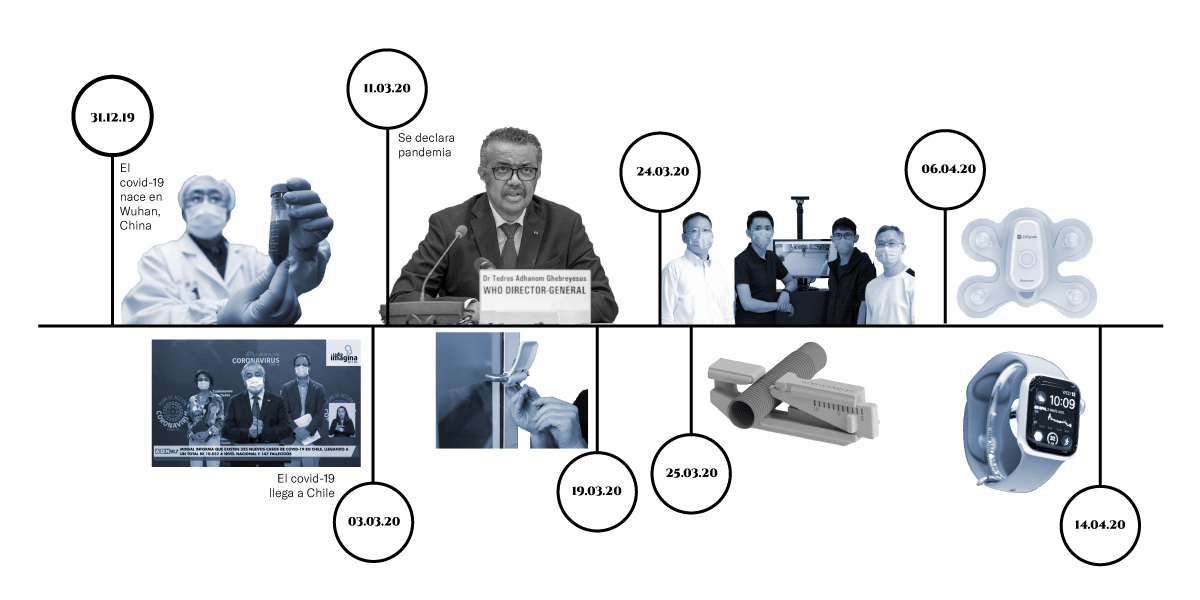 31.12.19
El
covid-19
nace en
Wuhan,
China
11.03.20
Se declara
pandemia
Dr Tedros Adhanom Ghebreyesus
WHO DIRECTOR-GENERAL
24.03.20
06.04.20
CORONAVIRUS
imagina
MINSAL INFORMA QUE EXISTEN 325 NUEVOS CASOS DE COVID-19 EN CHILE, LLEGANDO A
UN TOTAL DE 10.832 A NIVEL NACIONAL Y 147 FALLECIDOS
El covid-19
llega a Chile
03.03.20
19.03.20
25.03.20
10:09
14.04.20